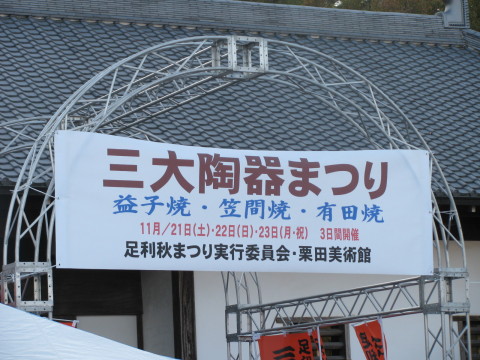 三大陶器まつり
益子焼・笠間焼・有田焼
11月/21日(土)・22日(日)・23日(月・祝) 3日間開催
足利秋まつり実行委員会・栗田美術館
三
足